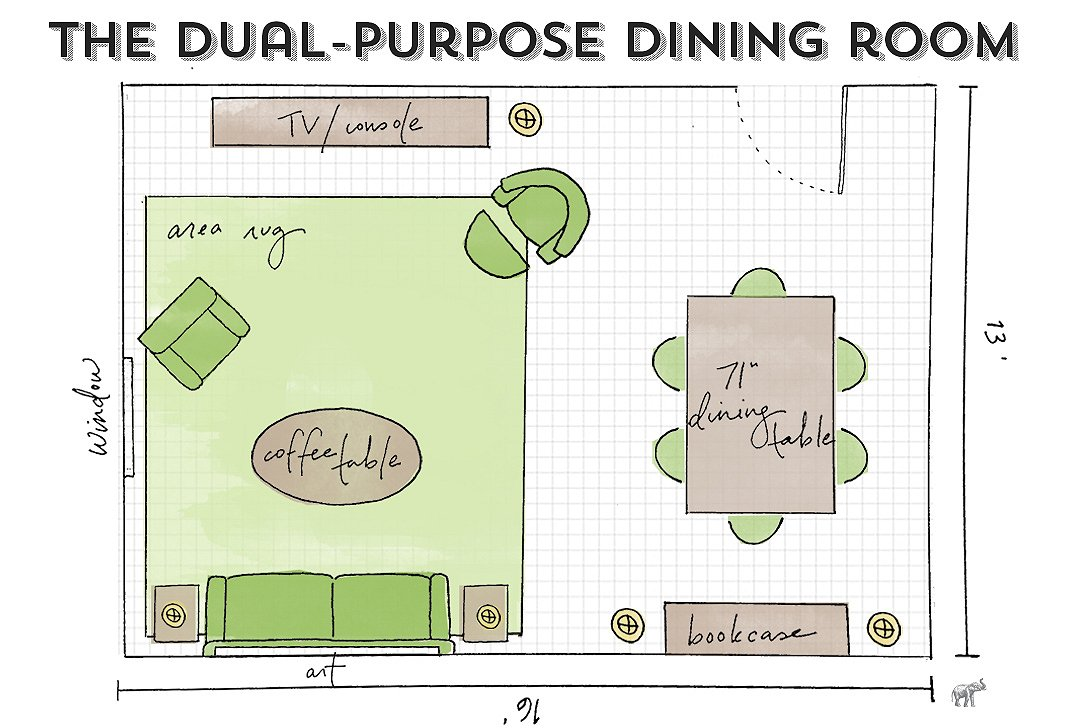 THE DUAL-PURPOSE DINING ROOM
TV/console
area rug
window
coffee table
71"
dining
table
13'
bookcase
art
16'